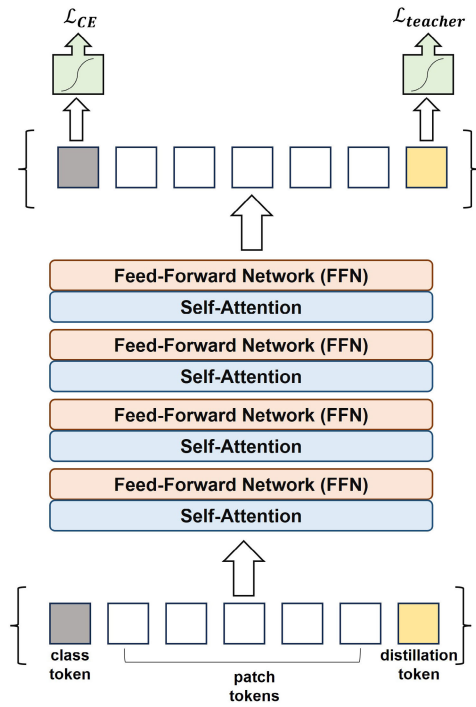 ℒ_CE
ℒ_teacher
Feed-Forward Network (FFN)
Self-Attention
Feed-Forward Network (FFN)
Self-Attention
Feed-Forward Network (FFN)
Self-Attention
Feed-Forward Network (FFN)
Self-Attention
class
token
patch
tokens
distillation
token